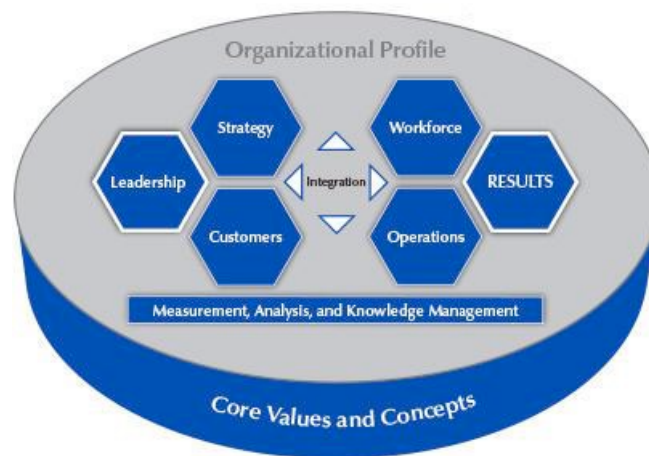 Organizational Profile
Strategy
Workforce
Leadership
Integration
RESULTS
Customers
Operations
Measurement, Analysis, and Knowledge Management
Core Values and Concepts